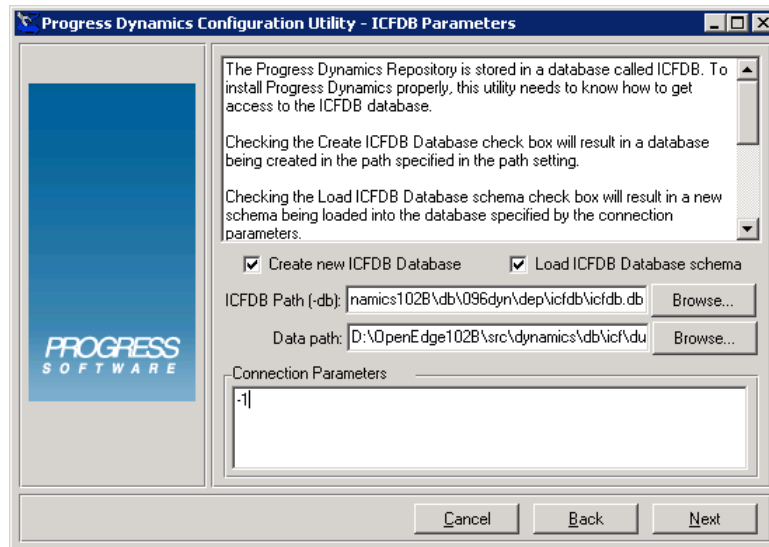 Progress Dynamics Configuration Utility - ICFDB Parameters
The Progress Dynamics Repository is stored in a database called ICFDB. To
install Progress Dynamics properly, this utility needs to know how to get
access to the ICFDB database.
Checking the Create ICFDB Database check box will result in a database
being created in the path specified in the path setting.
Checking the Load ICFDB Database schema check box will result in a new
schema being loaded into the database specified by the connection
parameters.
Create new ICFDB Database Load ICFDB Database schema
ICFDB Path (-db): namics102B\db\096dyn\dep\icfdb\icfdb.db Browse...
Data path: D:\OpenEdge102B\src\dynamics\db\icf\du Browse...
PROGRESS
SOFTWARE
Connection Parameters
-1
Cancel Back Next